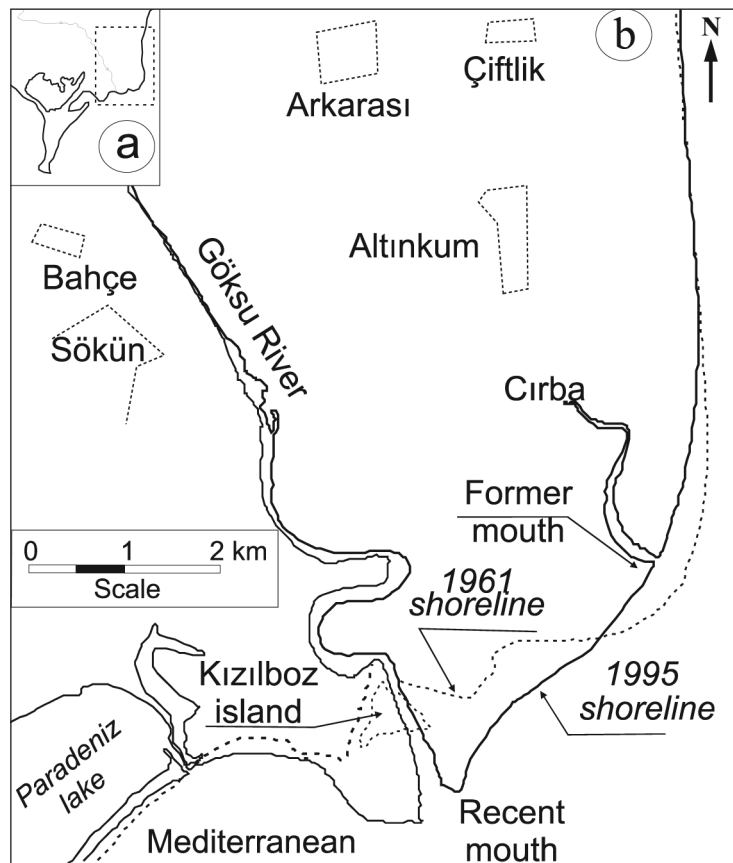 b
N
Çiftlik
Arkarası
a
Altınkum
Göksu River
Bahçe
Sökün
Cırba
Former
mouth
0 1 2 km
Scale
1961
shoreline
Kızılboz
island
1995
shoreline
Paradeniz
lake
Recent
mouth
Mediterranean